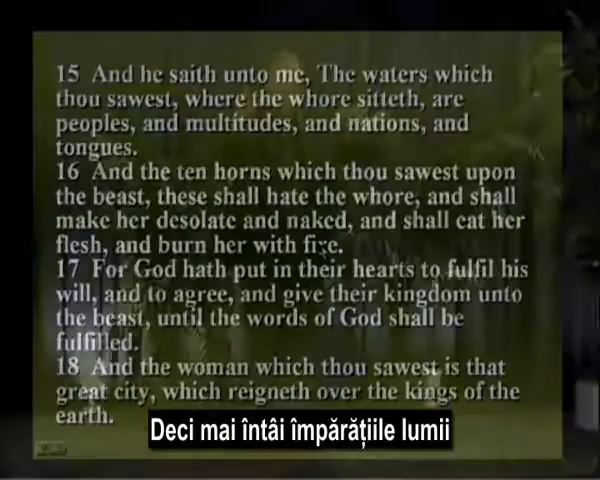 15 And he saith unto me, The waters which
thou sawest, where the whore sitteth, are
peoples, and multitudes, and nations, and
tongues.
16 And the ten horns which thou sawest upon
the beast, these shall hate the whore, and shall
make her desolate and naked, and shall eat her
flesh, and burn her with fire.
17 For God hath put in their hearts to fulfil his
will, and to agree, and give their kingdom unto
the beast, until the words of God shall be
fulfilled.
18 And the woman which thou sawest is that
great city, which reigneth over the kings of the
earth.
Deci mai întâi împărățiile lumii